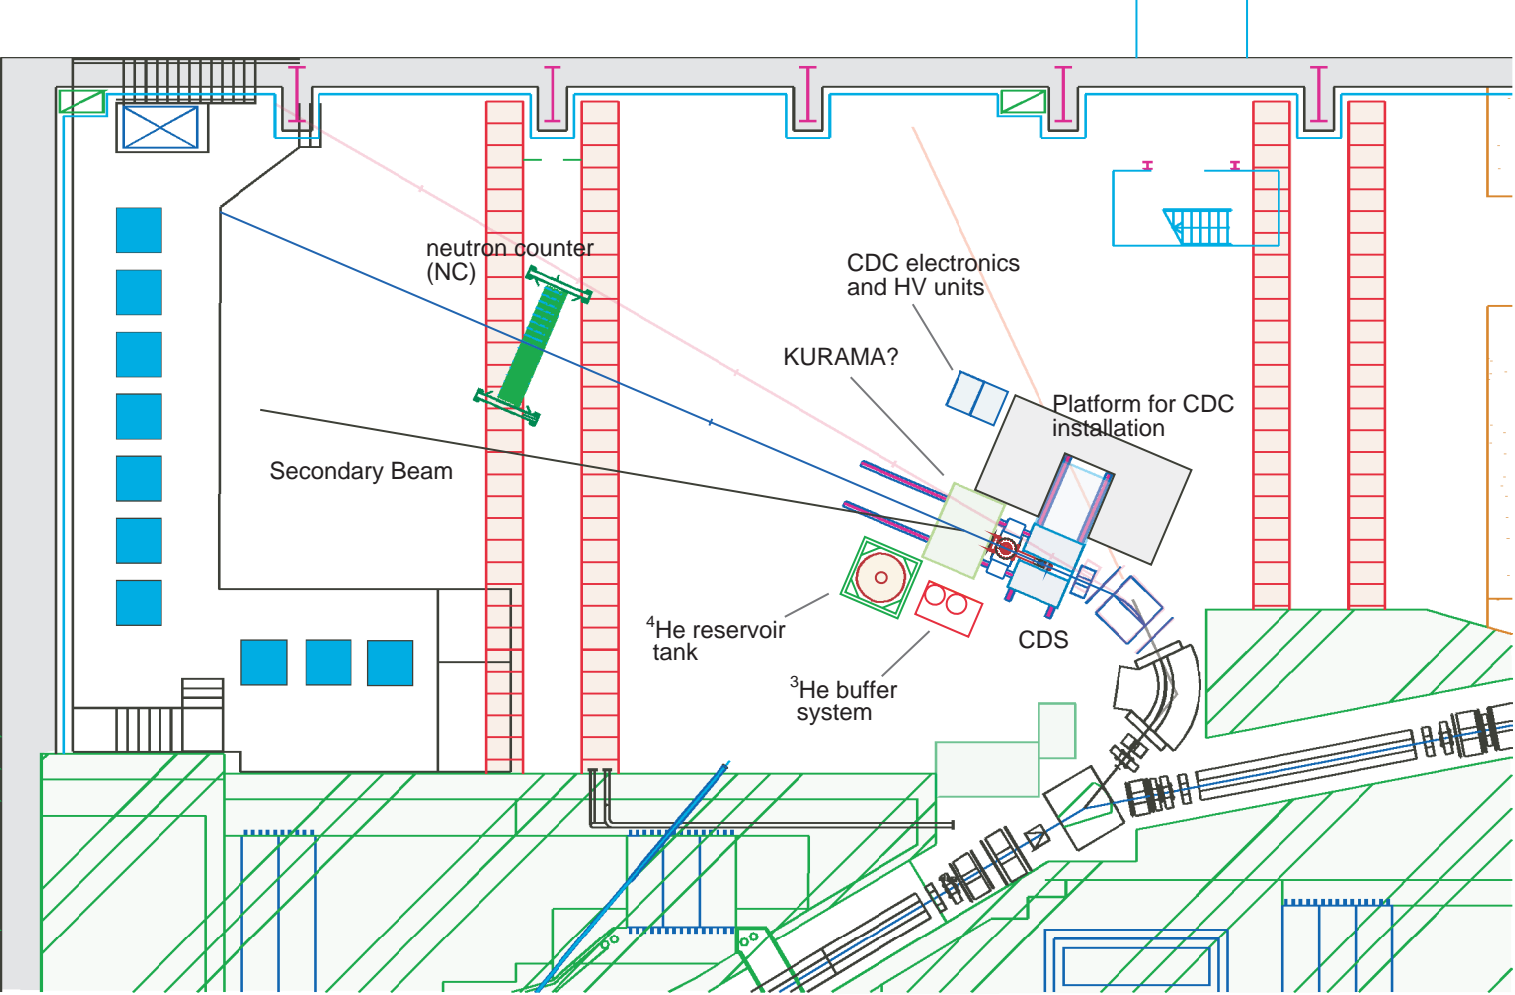 neutron counter
(NC)
CDC electronics
and HV units
KURAMA?
Platform for CDC
installation
Secondary Beam
4He reservoir
tank
CDS
3He buffer
system